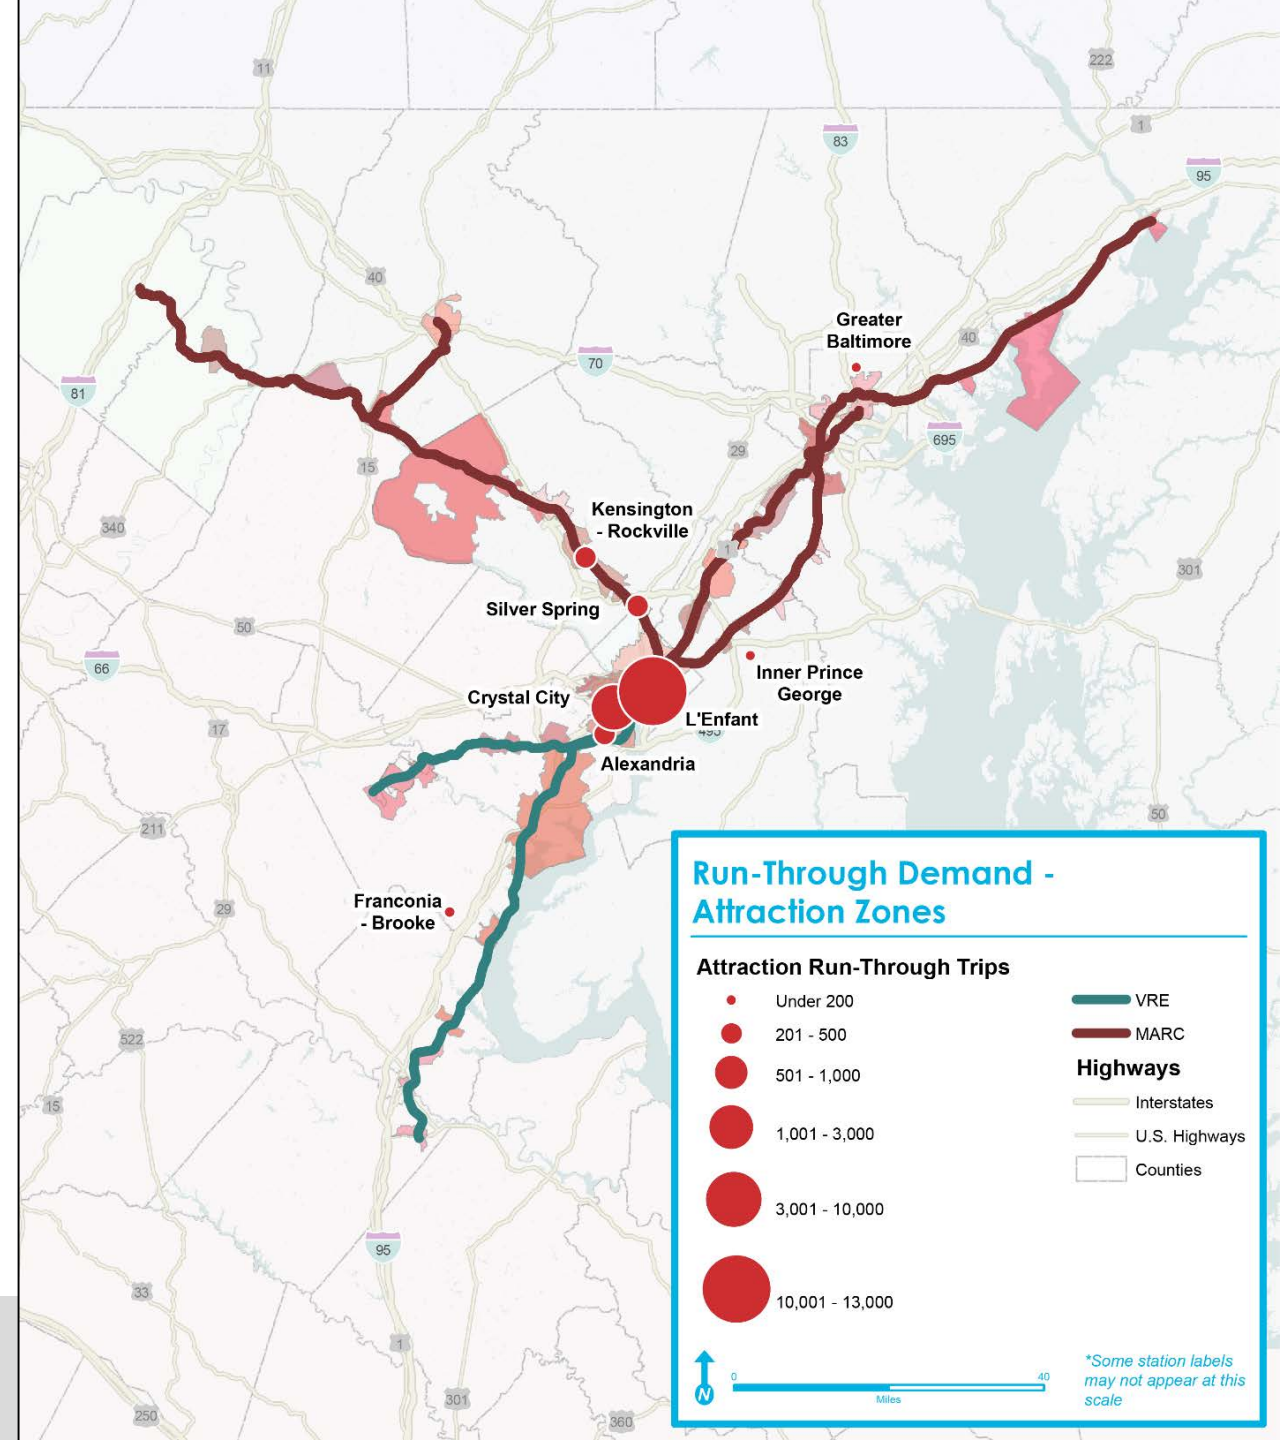 11
222
1
83
95
40
Greater
Baltimore
40
70
81
695
29
15
Kensington
- Rockville
340
1
301
Silver Spring
50
66
Inner Prince
George
Crystal City
L'Enfant
17
495
Alexandria
50
211
Franconia
- Brooke
29
522
15
95
33
1
301
250
360
Run-Through Demand -
Attraction Zones
Attraction Run-Through Trips
Under 200
201 - 500
501 - 1,000
1,001 - 3,000
3,001 - 10,000
10,001 - 13,000
VRE
MARC
Highways
Interstates
U.S. Highways
Counties
N
0
40
Miles
*Some station labels
may not appear at this
scale